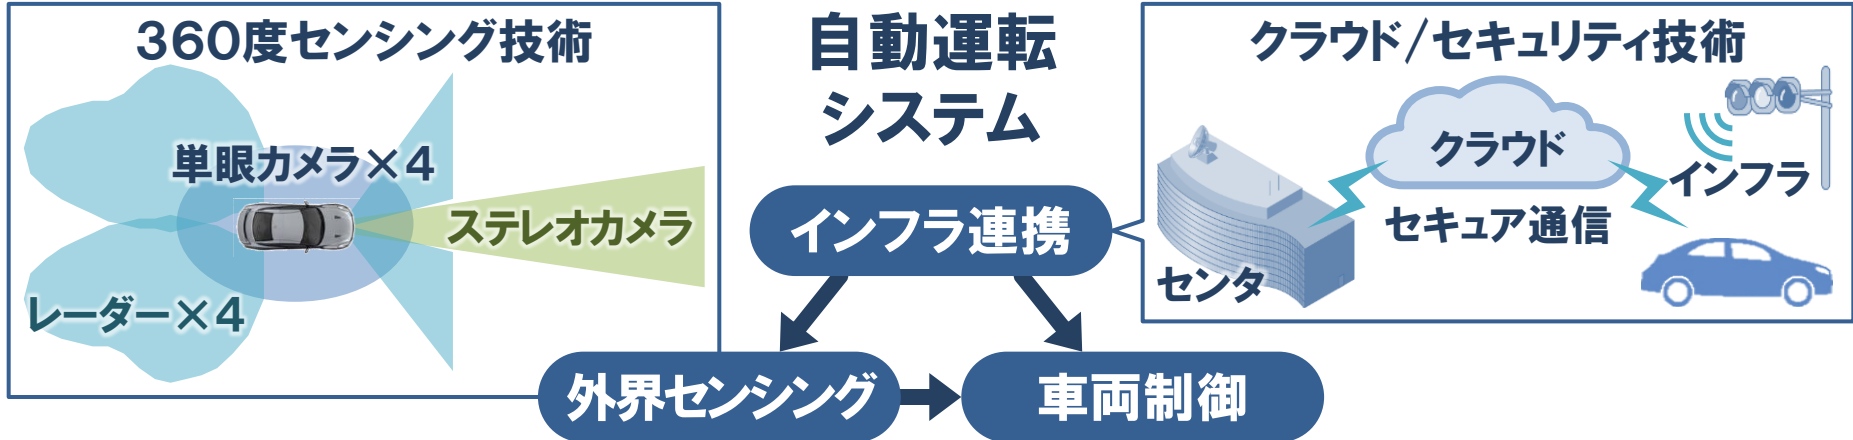 360度センシング技術
単眼カメラ×4
ステレオカメラ
レーダー×4
自動運転
システム
インフラ連携
外界センシング
車両制御
クラウド/セキュリティ技術
クラウド
インフラ
セキュア通信
センタ